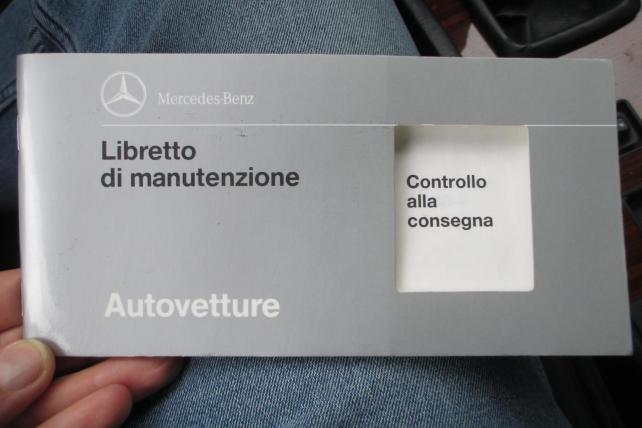 Mercedes-Benz
Libretto
di manutenzione
Controllo
alla
consegna
Autovetture